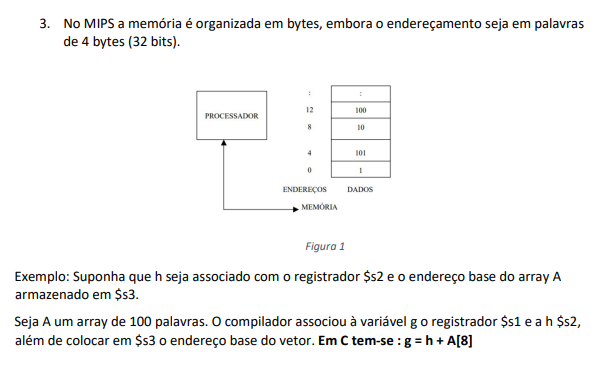 3. No MIPS a memória é organizada em bytes, embora o endereçamento seja em palavras
de 4 bytes (32 bits).
PROCESSADOR
: :
12 100
8 10
4 101
0 1
ENDEREÇOS DADOS
MEMÓRIA
Figura 1
Exemplo: Suponha que h seja associado com o registrador $s2 e o endereço base do array A
armazenado em $s3.
Seja A um array de 100 palavras. O compilador associou à variável g o registrador $s1 e a h $s2,
além de colocar em $s3 o endereço base do vetor. Em C tem-se : g = h + A[8]